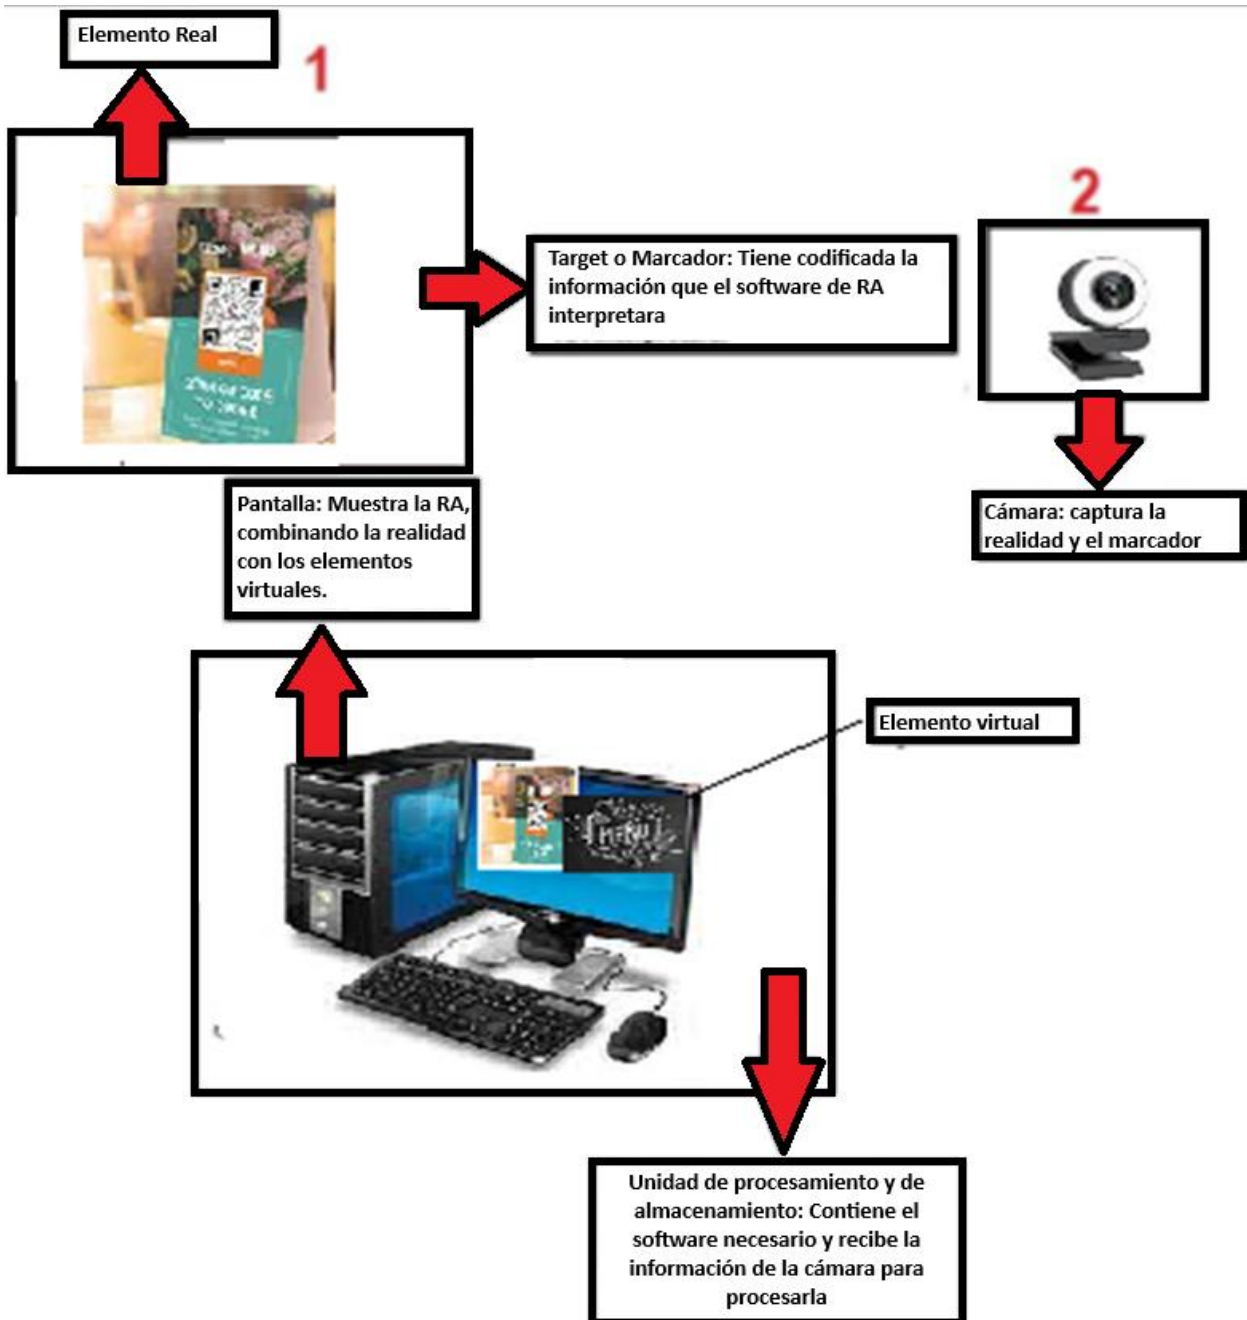 Elemento Real
1
2
Target o Marcador: Tiene codificada la
información que el software de RA
interpretara
Cámara: captura la
realidad y el marcador
Pantalla: Muestra la RA,
combinando la realidad
con los elementos
virtuales.
Elemento virtual
MENU
Unidad de procesamiento y de
almacenamiento: Contiene el
software necesario y recibe la
información de la cámara para
procesarla